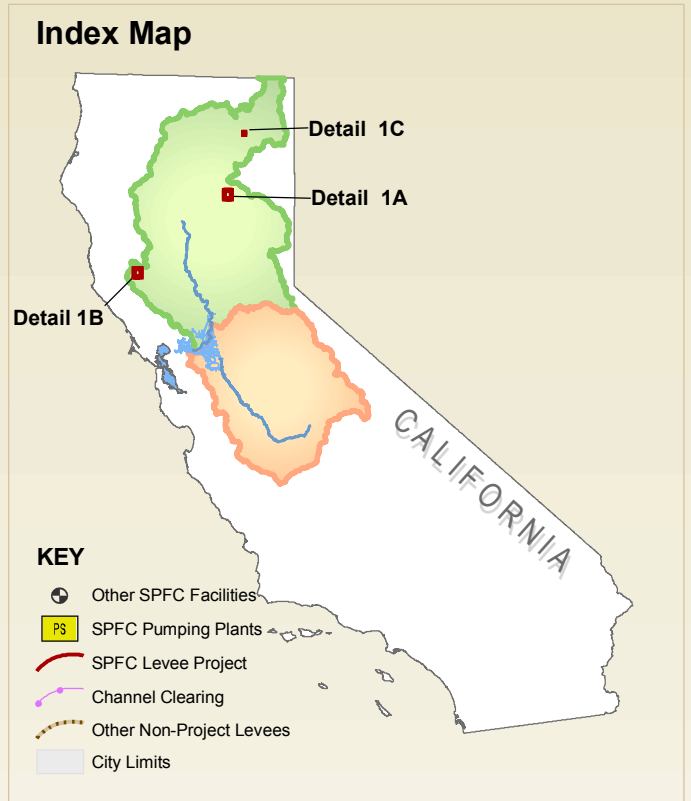 Index Map
Detail 1C
Detail 1A
Detail 1B
CALIFORNIA
KEY
Other SPFC Facilities
PS SPFC Pumping Plants
SPFC Levee Project
Channel Clearing
Other Non-Project Levees
City Limits